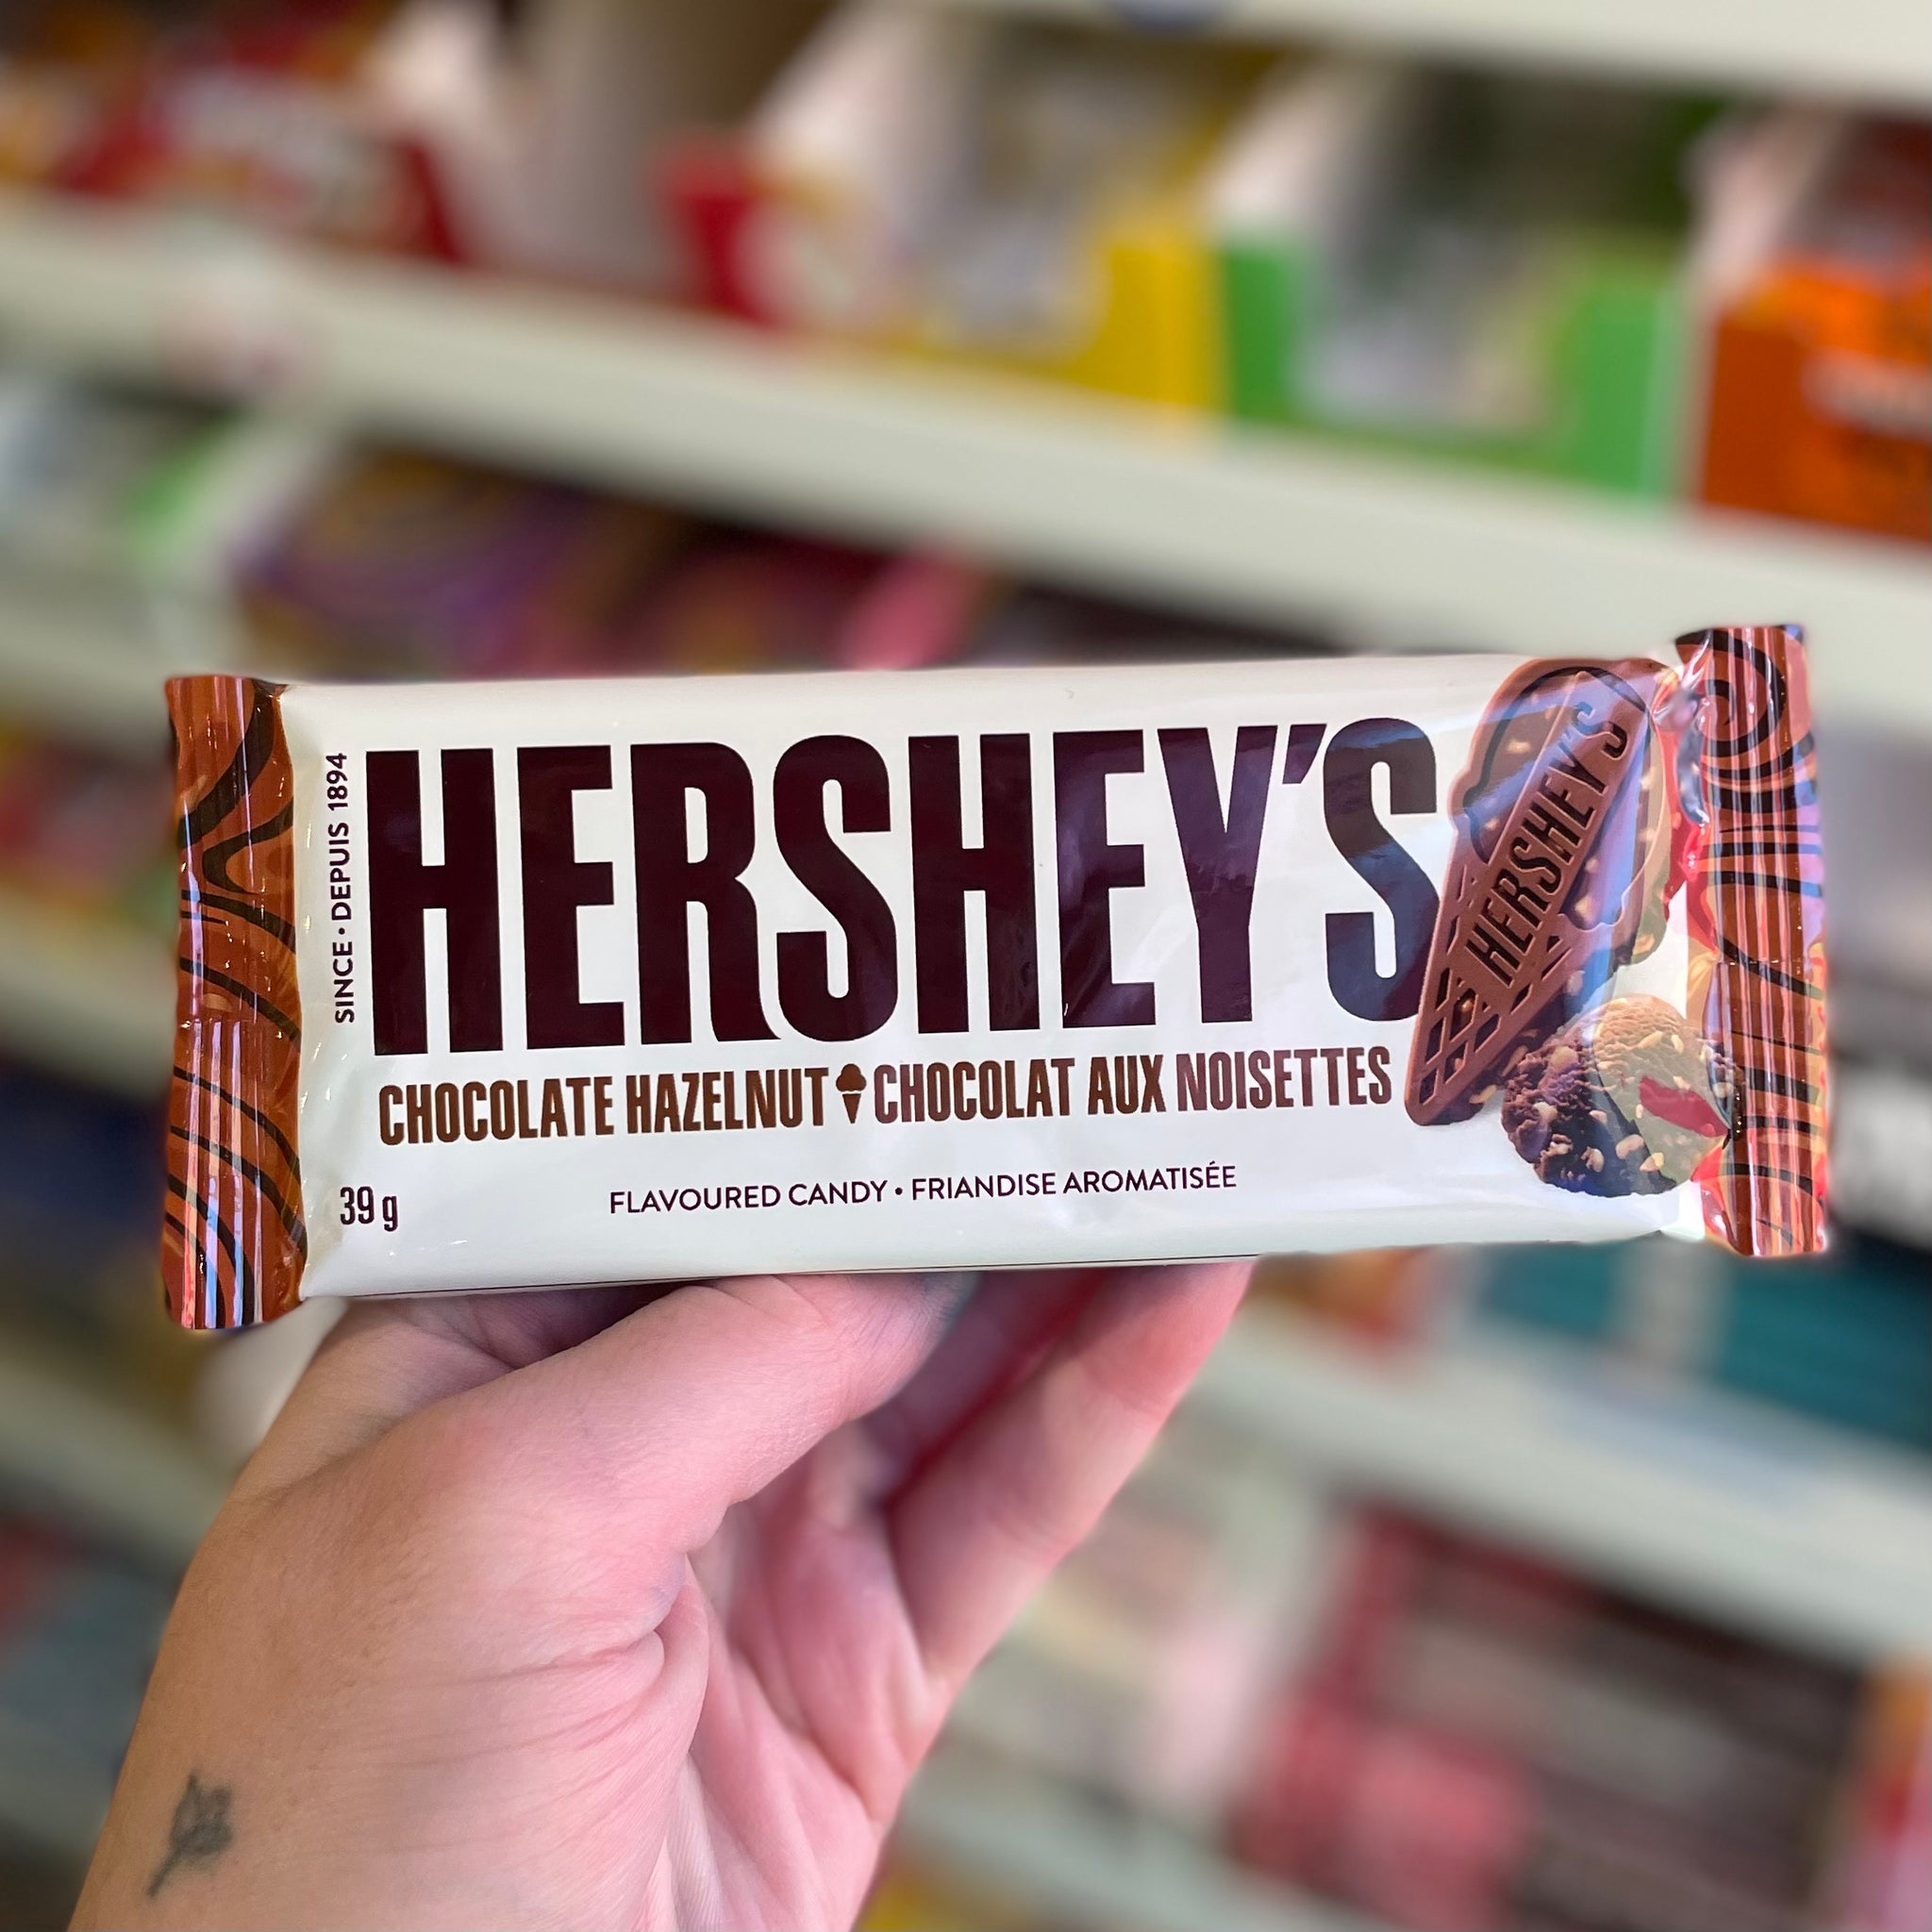 SINCE • DEPUIS 1894
HERSHEY'S
HERSHEY'S
CHOCOLATE HAZELNUT CHOCOLAT AUX NOISETTES
39 g
FLAVOURED CANDY • FRIANDISE AROMATISÉE